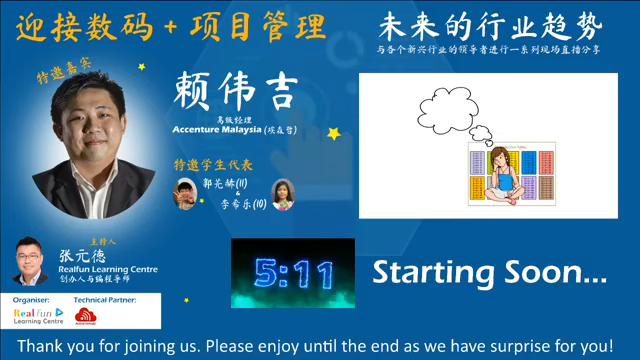 迎接数码 + 项目管理
未来的行业趋势
与各个新兴行业的领导者进行一系列现场直播分享
特邀嘉宾
赖伟吉
高级经理
Accenture Malaysia (埃森哲)
特邀学生代表
郭芫赫(11)
&
李希乐(10)
主持人
张元德
Realfun Learning Centre
创办人与编程导师
5:11
Starting Soon...
Organiser:
Realfun
Learning Centre
Technical Partner:
Thank you for joining us. Please enjoy until the end as we have surprise for you!